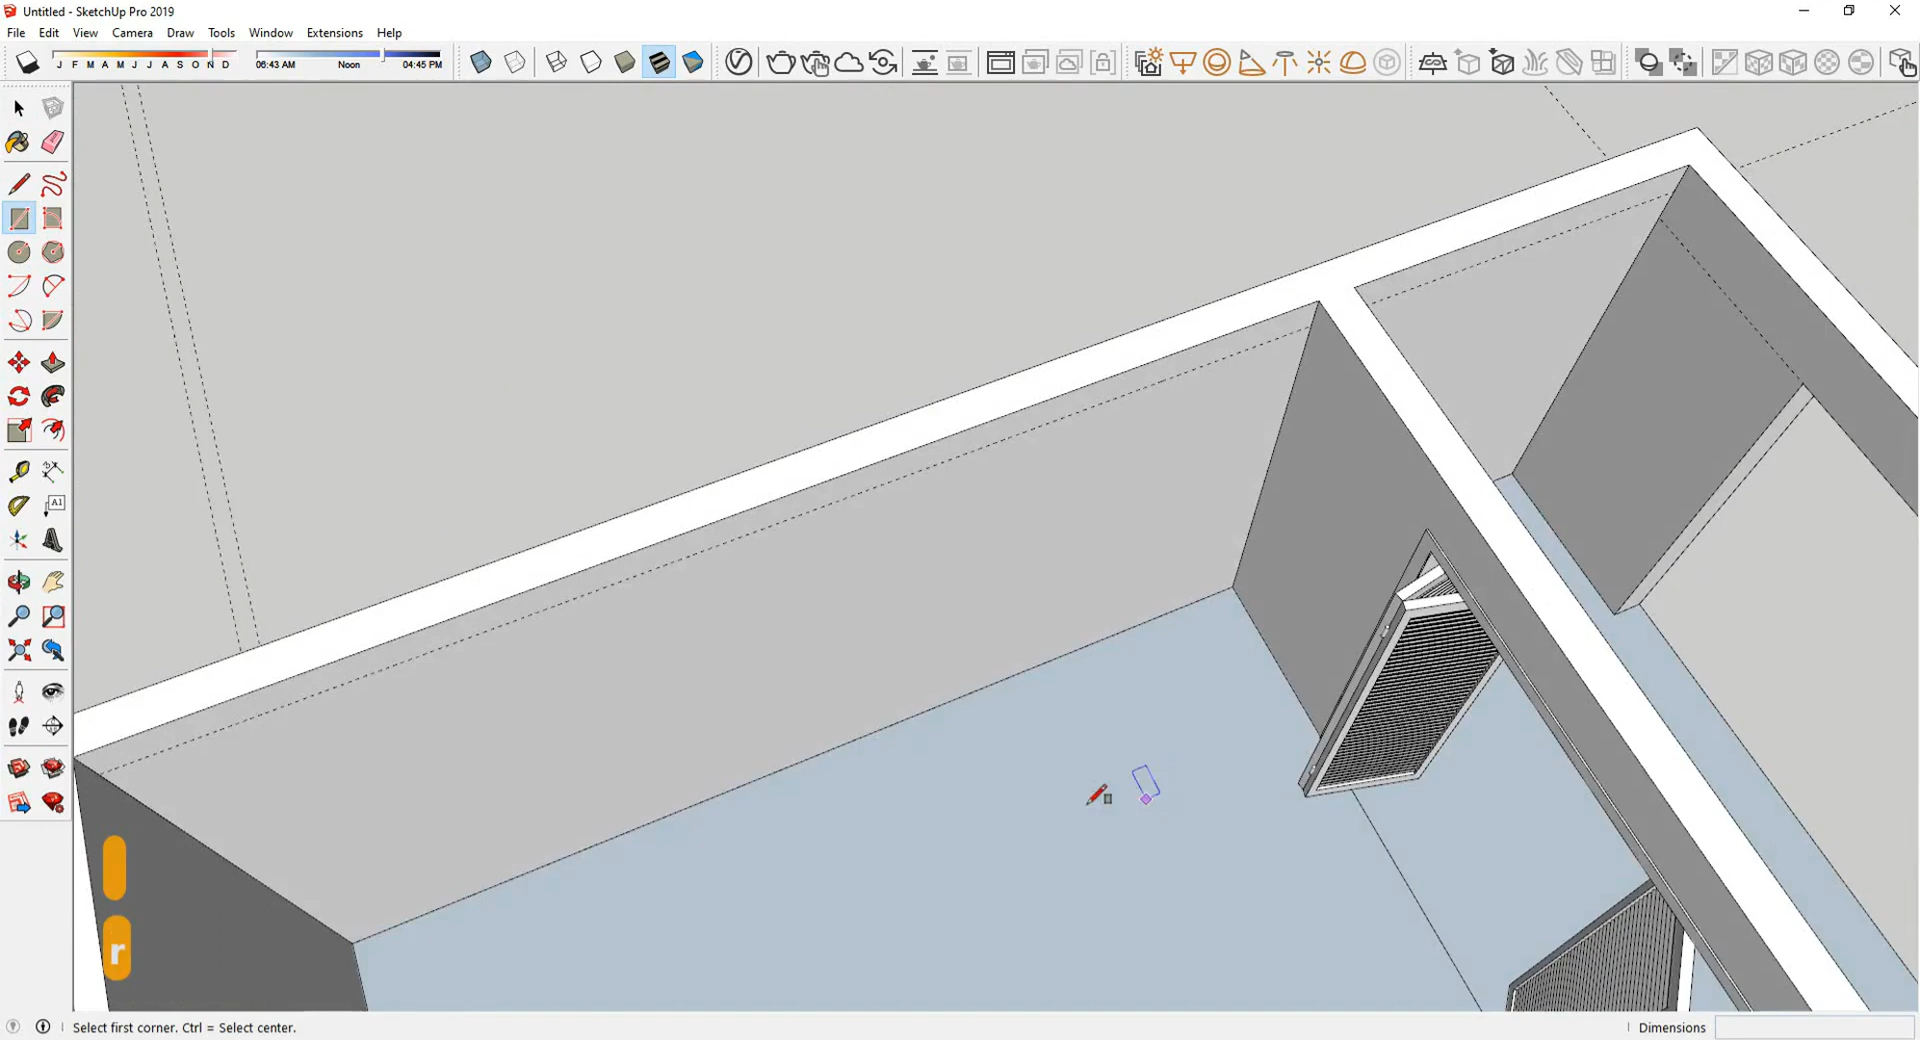 Untitled - SketchUp Pro 2019
File Edit View Camera Draw Tools Window Extensions Help
J F M A M J J A S O N D
06:43 AM Noon 04:45 PM
A1
r
Select first corner. Ctrl = Select center.
Dimensions